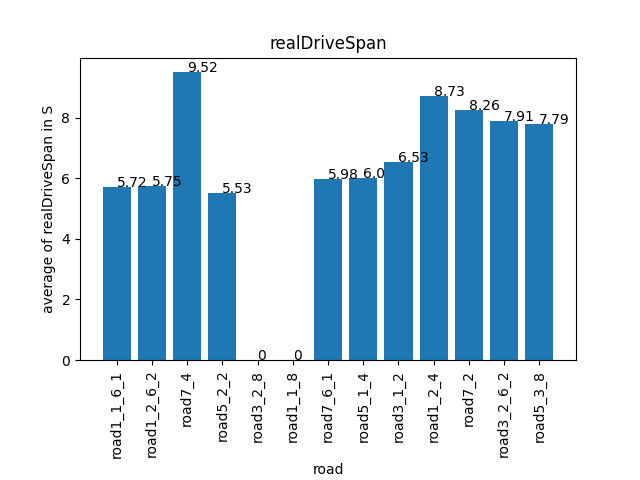 realDriveSpan
average of realDriveSpan in S
8
6
4
2
0
5.72
5.75
9.52
5.53
0
0
5.98
6.0
6.53
8.73
8.26
7.91
7.79
road1_1_6_1
road1_2_6_2
road7_4
road5_2_2
road3_2_8
road1_1_8
road7_6_1
road5_1_4
road3_1_2
road1_2_4
road7_2
road3_2_6_2
road5_3_8
road